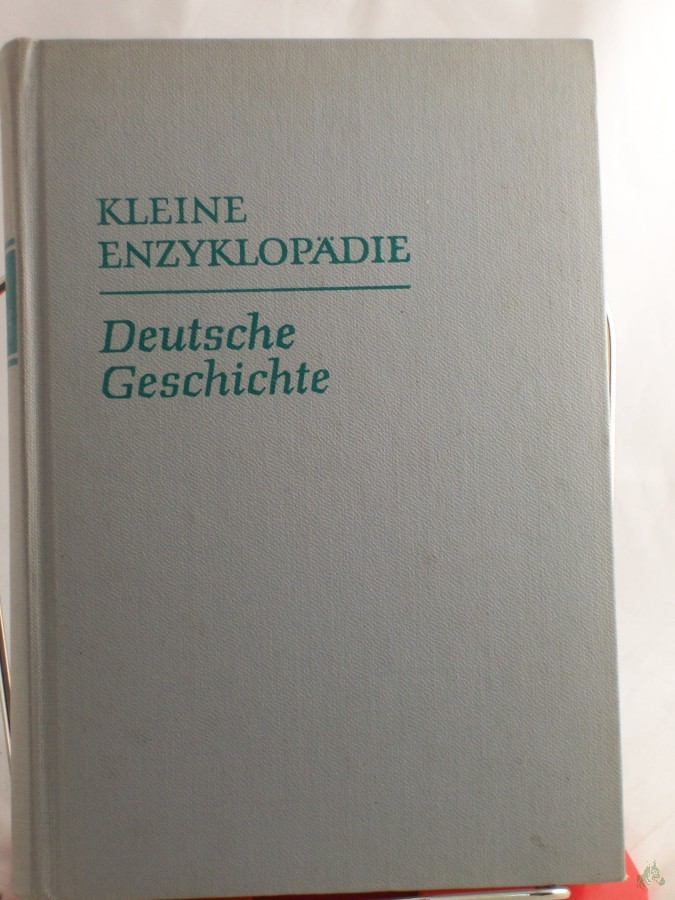 KLEINE
ENZYKLOPÄDIE
Deutsche
Geschichte